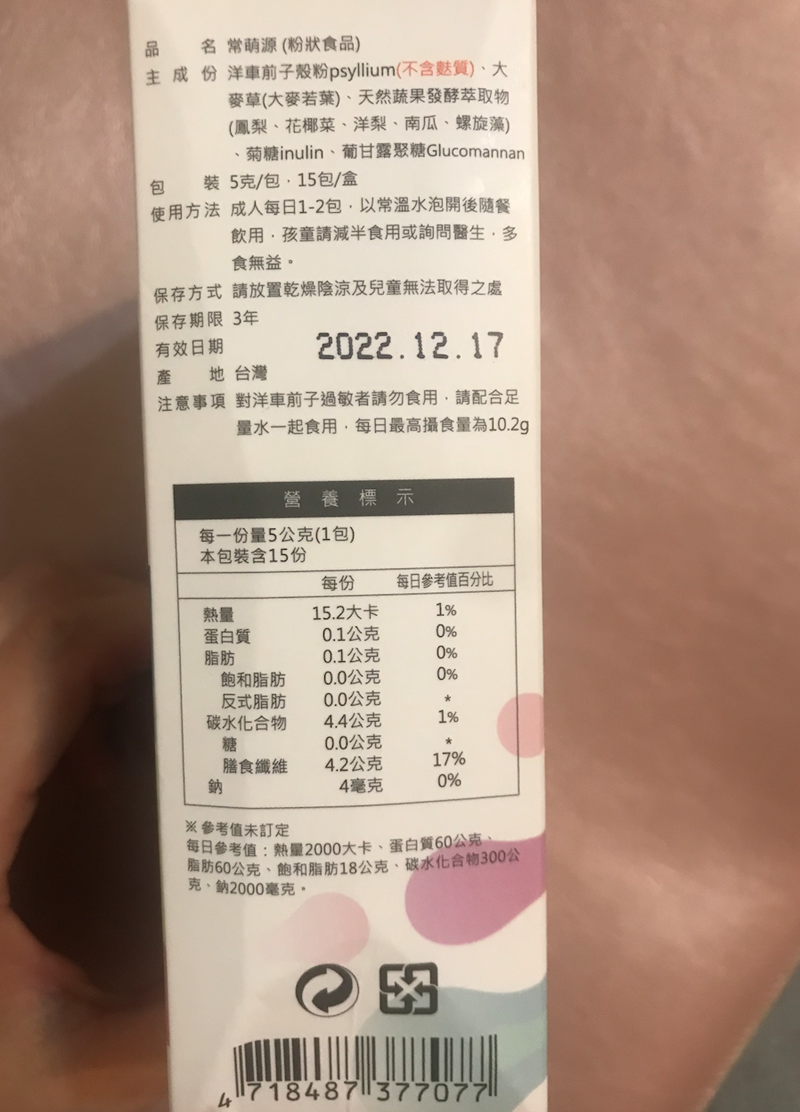 品名 常萌源 (粉狀食品)
主成份 洋車前子殼粉psyllium(不含麩質)、大
麥草(大麥若葉)、天然蔬果發酵萃取物
(鳳梨、花椰菜、洋梨、南瓜、螺旋藻)
、菊糖inulin、葡甘露聚糖Glucomannan
包裝 5克/包．15包/盒
使用方法 成人每日1-2包，以常溫水泡開後隨餐
飲用，孩童請減半食用或詢問醫生，多
食無益。
保存方式 請放置乾燥陰涼及兒童無法取得之處
保存期限 3年
有效日期 2022.12.17
產地 台灣
注意事項 對洋車前子過敏者請勿食用，請配合足
量水一起食用，每日最高攝食量為10.2g
營養標示
每一份量5公克(1包)
本包裝含15份
每份 每日參考值百分比
熱量 15.2大卡 1%
蛋白質 0.1公克 0%
脂肪 0.1公克 0%
飽和脂肪 0.0公克 0%
反式脂肪 0.0公克 *
碳水化合物 4.4公克 1%
糖 0.0公克 *
膳食纖維 4.2公克 17%
鈉 4毫克 0%
※參考值未訂定
每日參考值：熱量2000大卡、蛋白質60公克、
脂肪60公克、飽和脂肪18公克、碳水化合物300公
克、鈉2000毫克。
4 718487 377077